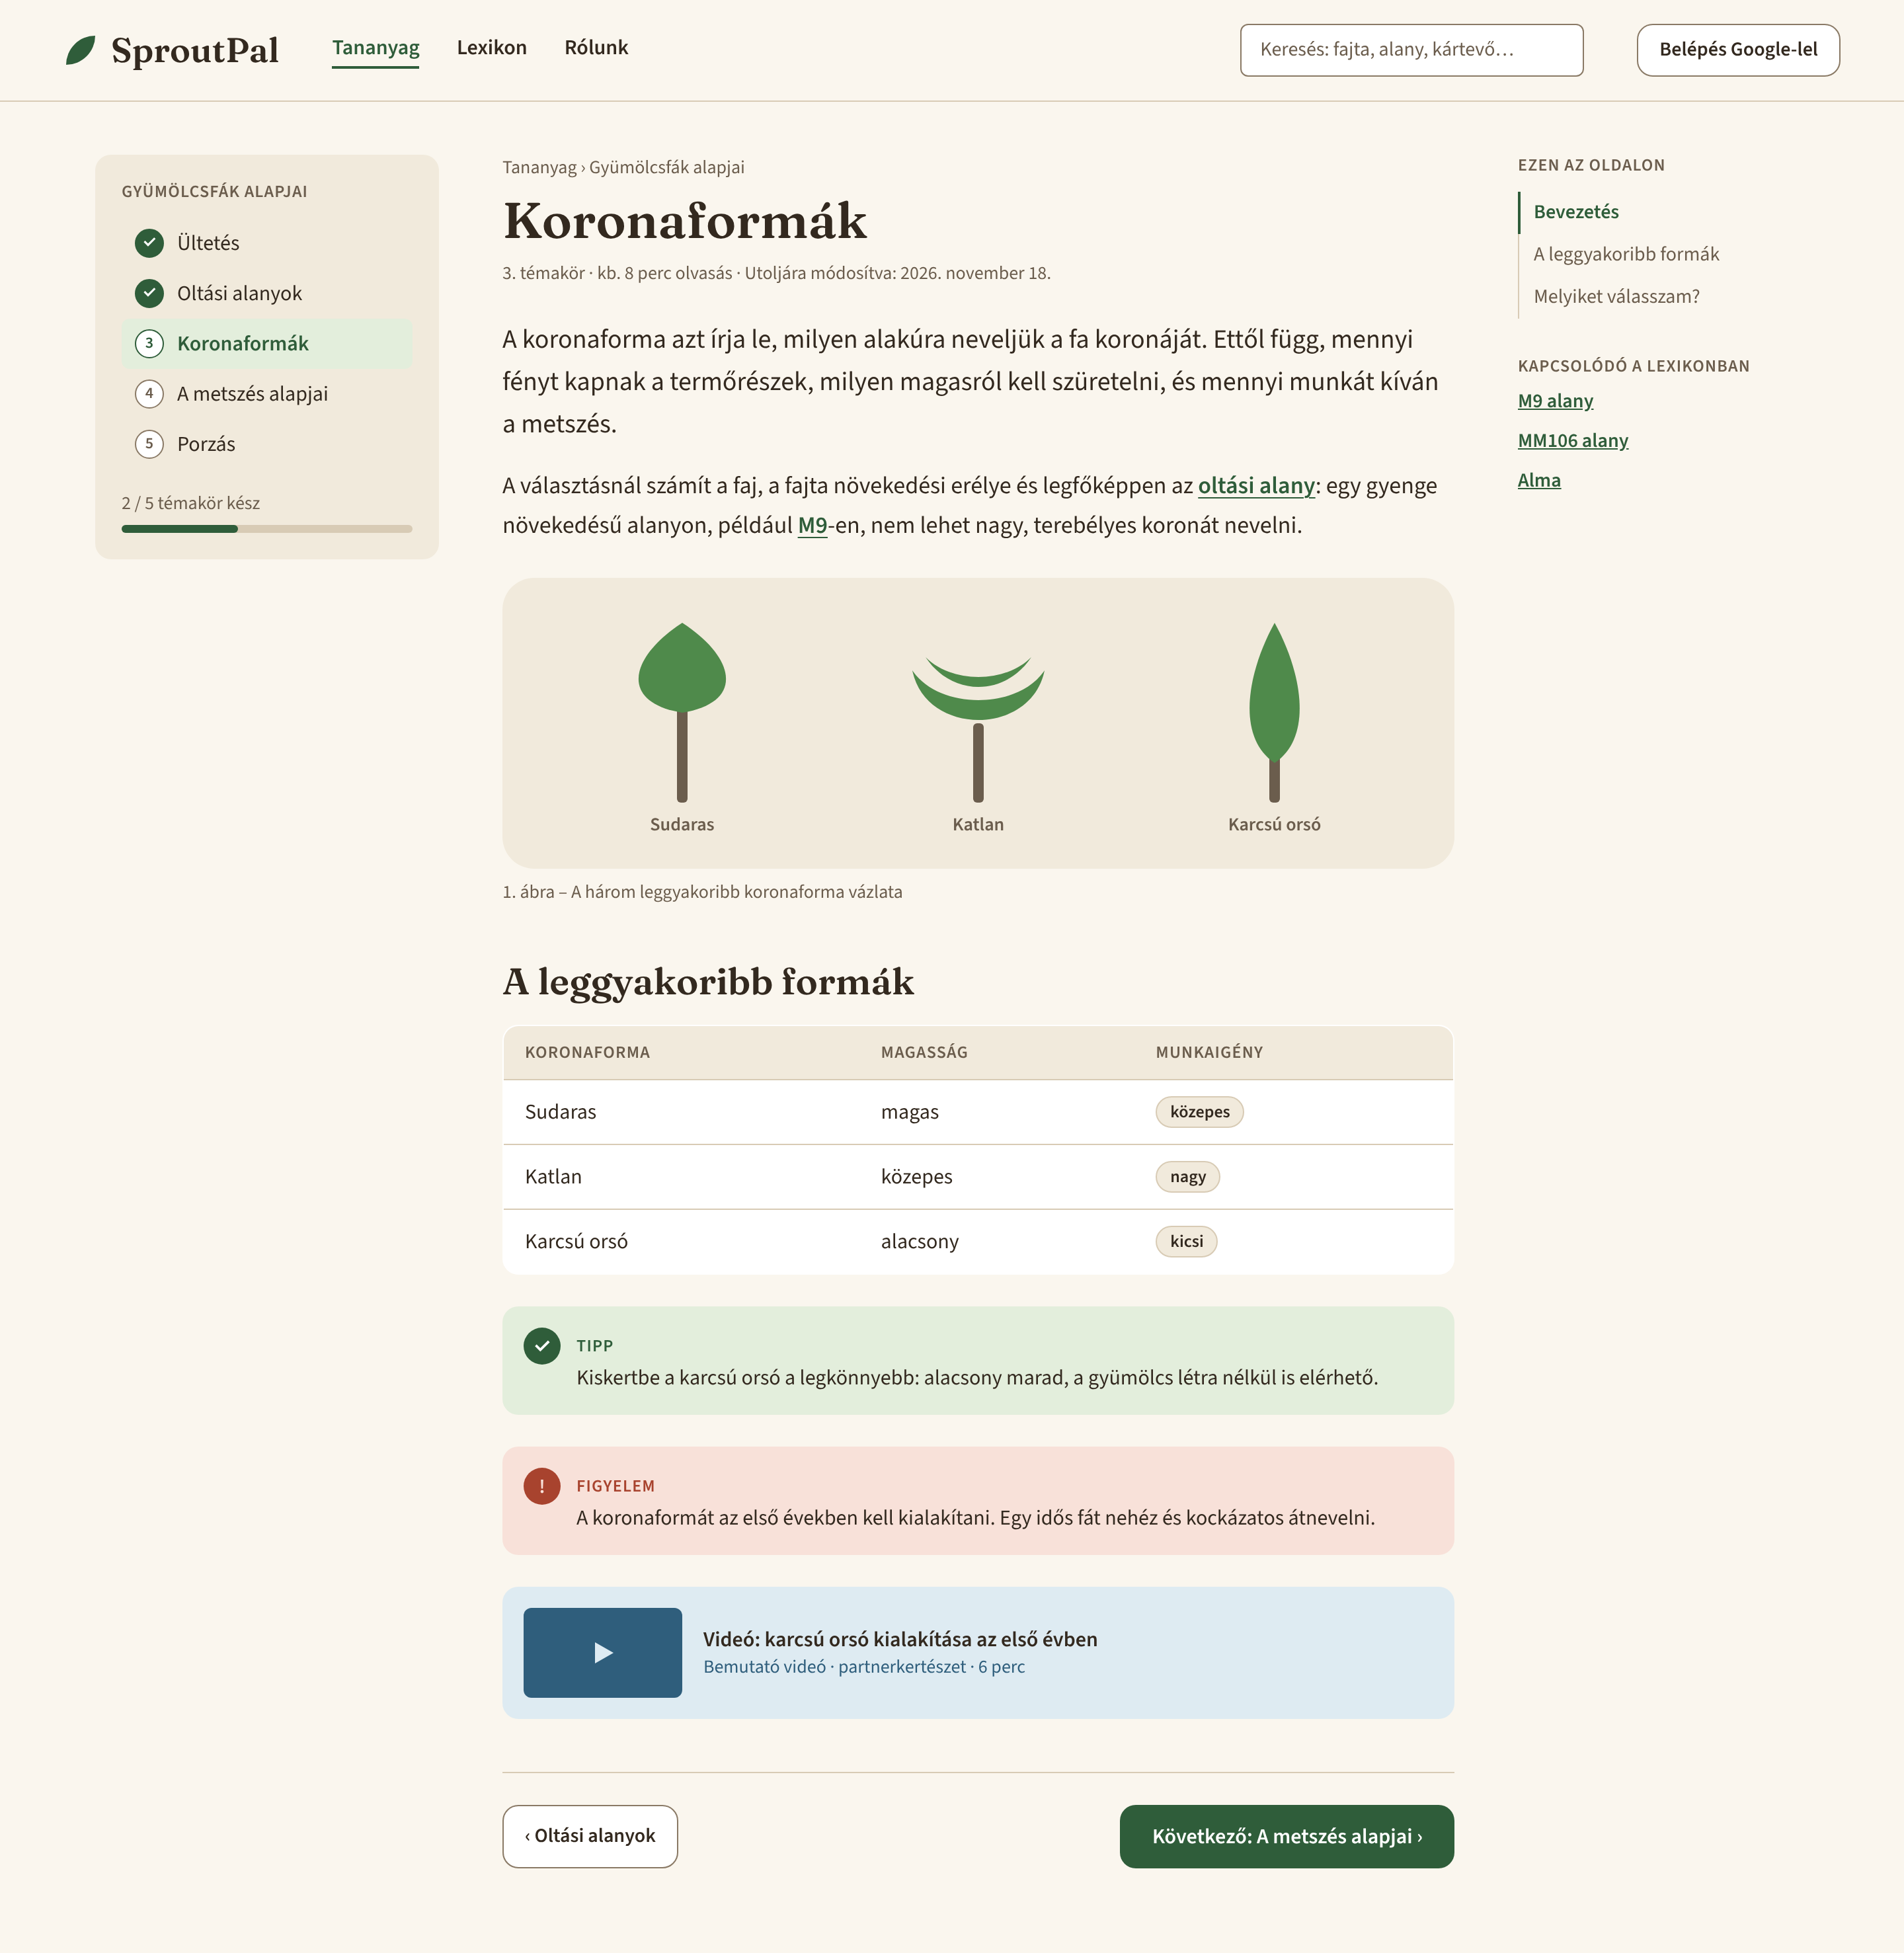 SproutPal
Tananyag
Lexikon
Rólunk
Keresés: fajta, alany, kártevő…
Belépés Google-lel
GYÜMÖLCSFÁK ALAPJAI
Ültetés
Oltási alanyok
3 Koronaformák
4 A metszés alapjai
5 Porzás
2 / 5 témakör kész
Tananyag › Gyümölcsfák alapjai
Koronaformák
3. témakör · kb. 8 perc olvasás · Utoljára módosítva: 2026. november 18.
A koronaforma azt írja le, milyen alakúra neveljük a fa koronáját. Ettől függ, mennyi
fényt kapnak a termőrészek, milyen magasról kell szüretelni, és mennyi munkát kíván
a metszés.
A választásnál számít a faj, a fajta növekedési erélye és legfőképpen az oltási alany: egy gyenge
növekedésű alanyon, például M9-en, nem lehet nagy, terebélyes koronát nevelni.
Sudaras
Katlan
Karcsú orsó
1. ábra – A három leggyakoribb koronaforma vázlata
A leggyakoribb formák
KORONAFORMA MAGASSÁG MUNKAIGÉNY
Sudaras magas közepes
Katlan közepes nagy
Karcsú orsó alacsony kicsi
TIPP
Kiskertbe a karcsú orsó a legkönnyebb: alacsony marad, a gyümölcs létra nélkül is elérhető.
!
FIGYELEM
A koronaformát az első években kell kialakítani. Egy idős fát nehéz és kockázatos átnevelni.
Videó: karcsú orsó kialakítása az első évben
Bemutató videó · partnerkertészet · 6 perc
‹ Oltási alanyok
Következő: A metszés alapjai ›
EZEN AZ OLDALON
Bevezetés
A leggyakoribb formák
Melyiket válasszam?
KAPCSOLÓDÓ A LEXIKONBAN
M9 alany
MM106 alany
Alma